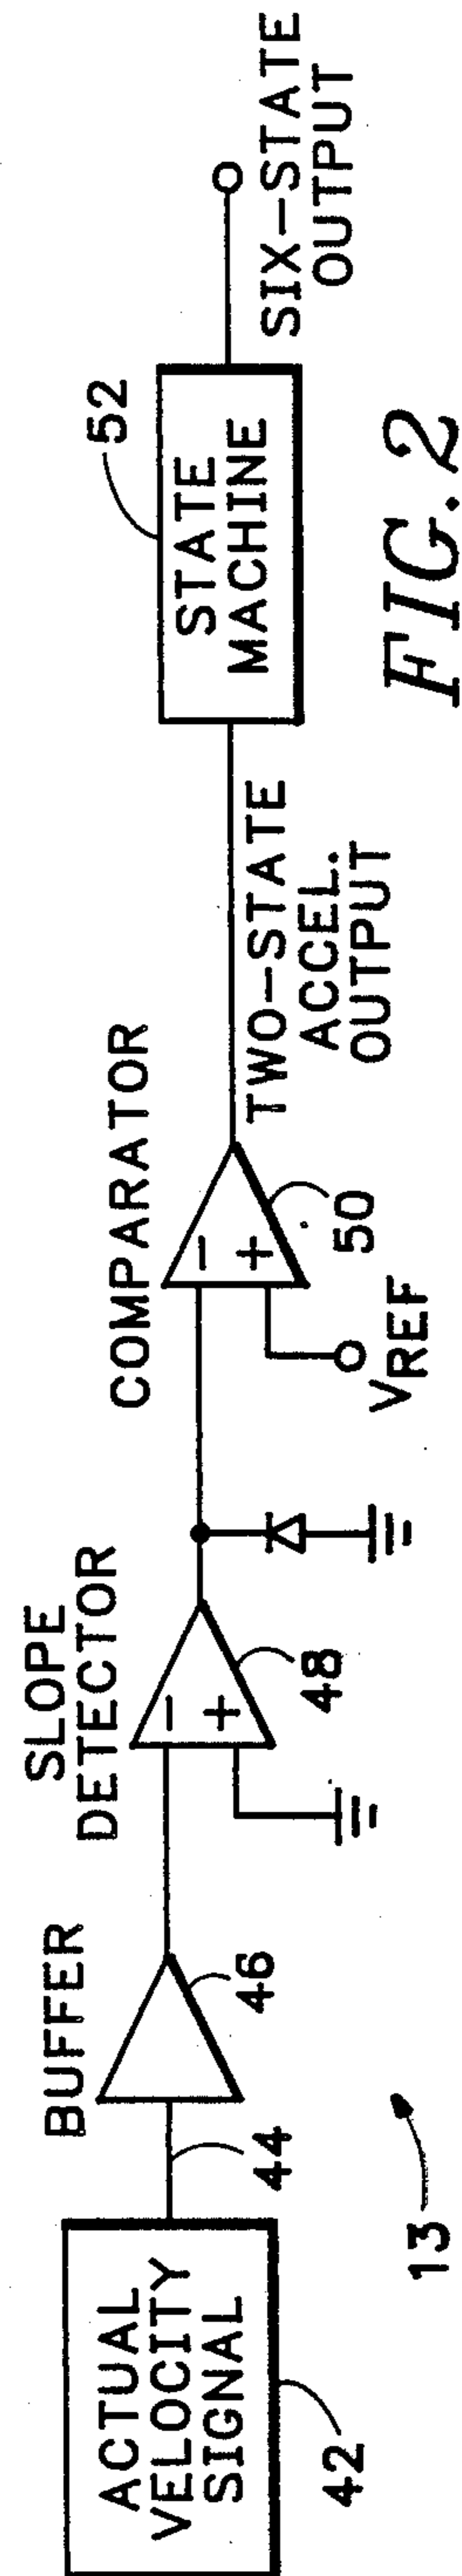 ACTUAL
VELOCITY
SIGNAL
42
44
BUFFER
46
SLOPE
DETECTOR
−
+
48
COMPARATOR
−
+
50
VREF
TWO−STATE
ACCEL.
OUTPUT
STATE
MACHINE
52
SIX−STATE
OUTPUT
13
FIG. 2